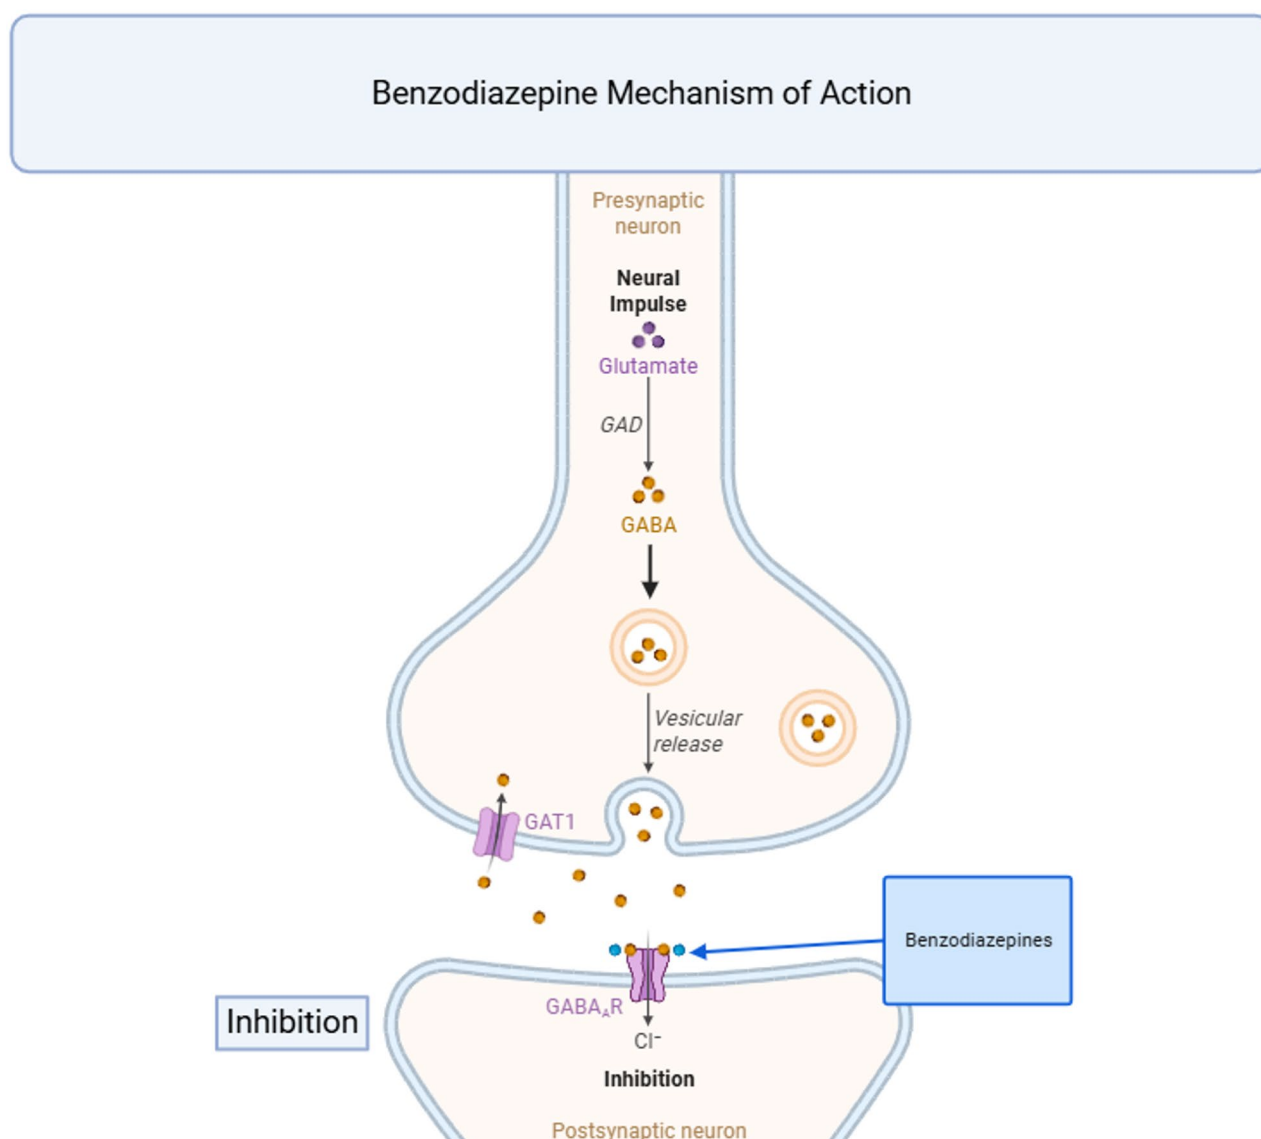 Benzodiazepine Mechanism of Action
Presynaptic
neuron
Neural
Impulse
Glutamate
GAD
GABA
Vesicular
release
GAT1
Benzodiazepines
GABA_AR
Cl⁻
Inhibition
Inhibition
Postsynaptic neuron